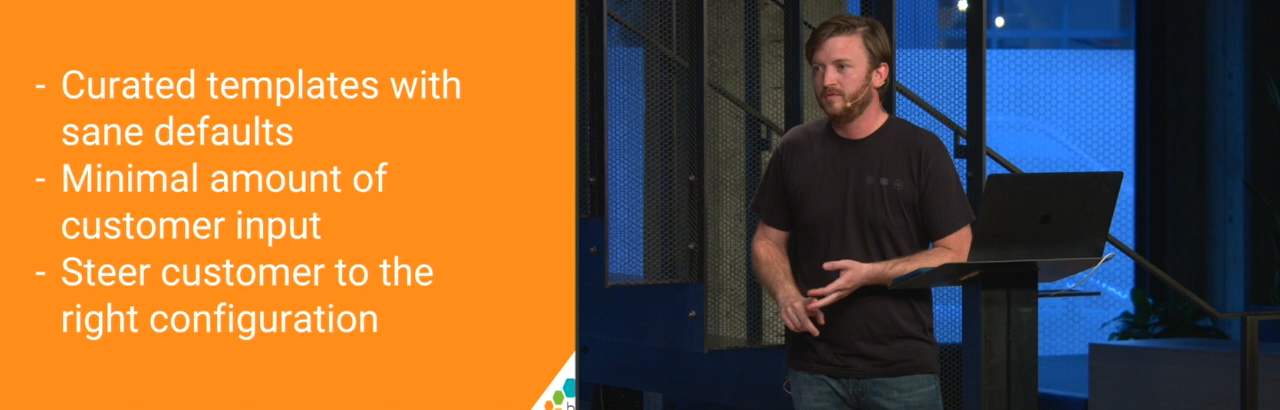 - Curated templates with
sane defaults
- Minimal amount of
customer input
- Steer customer to the
right configuration